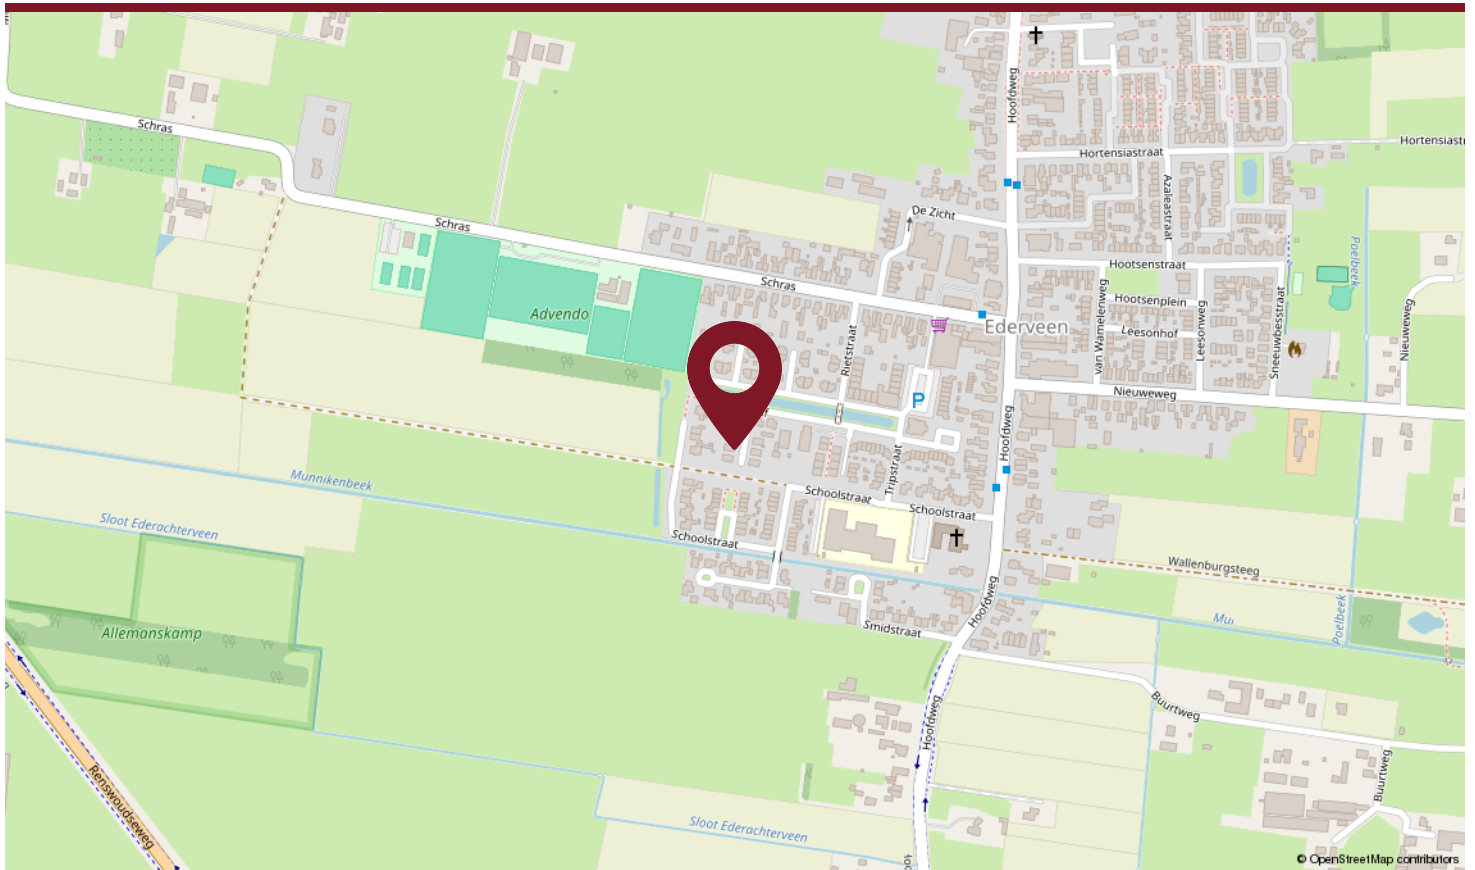 Hoofdweg
Schras
Hortensiastraat
Azaleastraat
Schras
De Zicht
Hootsenstraat
Poelbeek
Schras
Hootsenplein
van Wamelenweg
Leesonweg
Sneeuwbesstraat
Nieuweweg
Advendo
Ederveen
Leesonhof
Rietstraat
Nieuweweg
P
Hoofdweg
Tripstraat
Munnikenbeek
Schoolstraat
Schoolstraat
Sloot Ederachterveen
Schoolstraat
Wallenburgsteeg
Hoofdweg
Poelbeek
Smidstraat
Allemanskamp
Buurtweg
Hoofdweg
Renswoudseweg
Buurtweg
Sloot Ederachterveen
© OpenStreetMap contributors